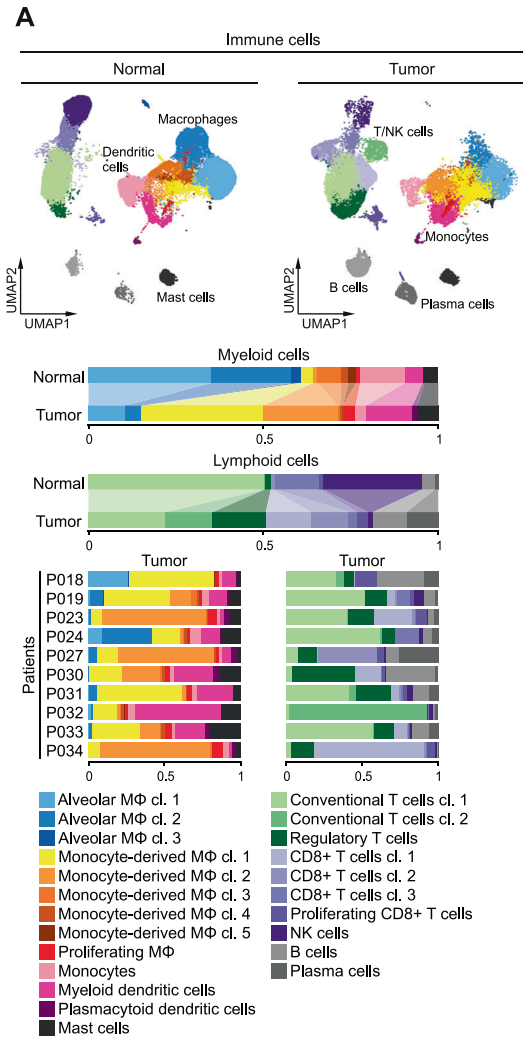 A
Immune cells
Normal
Tumor
Macrophages
Dendritic
cells
Mast cells
UMAP2
UMAP1
T/NK cells
Monocytes
B cells
Plasma cells
UMAP2
UMAP1
Myeloid cells
Normal
Tumor
0 0.5 1
Lymphoid cells
Normal
Tumor
0 0.5 1
Tumor Tumor
Patients
P018
P019
P023
P024
P027
P030
P031
P032
P033
P034
0 0.5 1 0 0.5 1
Alveolar MΦ cl. 1
Alveolar MΦ cl. 2
Alveolar MΦ cl. 3
Monocyte-derived MΦ cl. 1
Monocyte-derived MΦ cl. 2
Monocyte-derived MΦ cl. 3
Monocyte-derived MΦ cl. 4
Monocyte-derived MΦ cl. 5
Proliferating MΦ
Monocytes
Myeloid dendritic cells
Plasmacytoid dendritic cells
Mast cells
Conventional T cells cl. 1
Conventional T cells cl. 2
Regulatory T cells
CD8+ T cells cl. 1
CD8+ T cells cl. 2
CD8+ T cells cl. 3
Proliferating CD8+ T cells
NK cells
B cells
Plasma cells